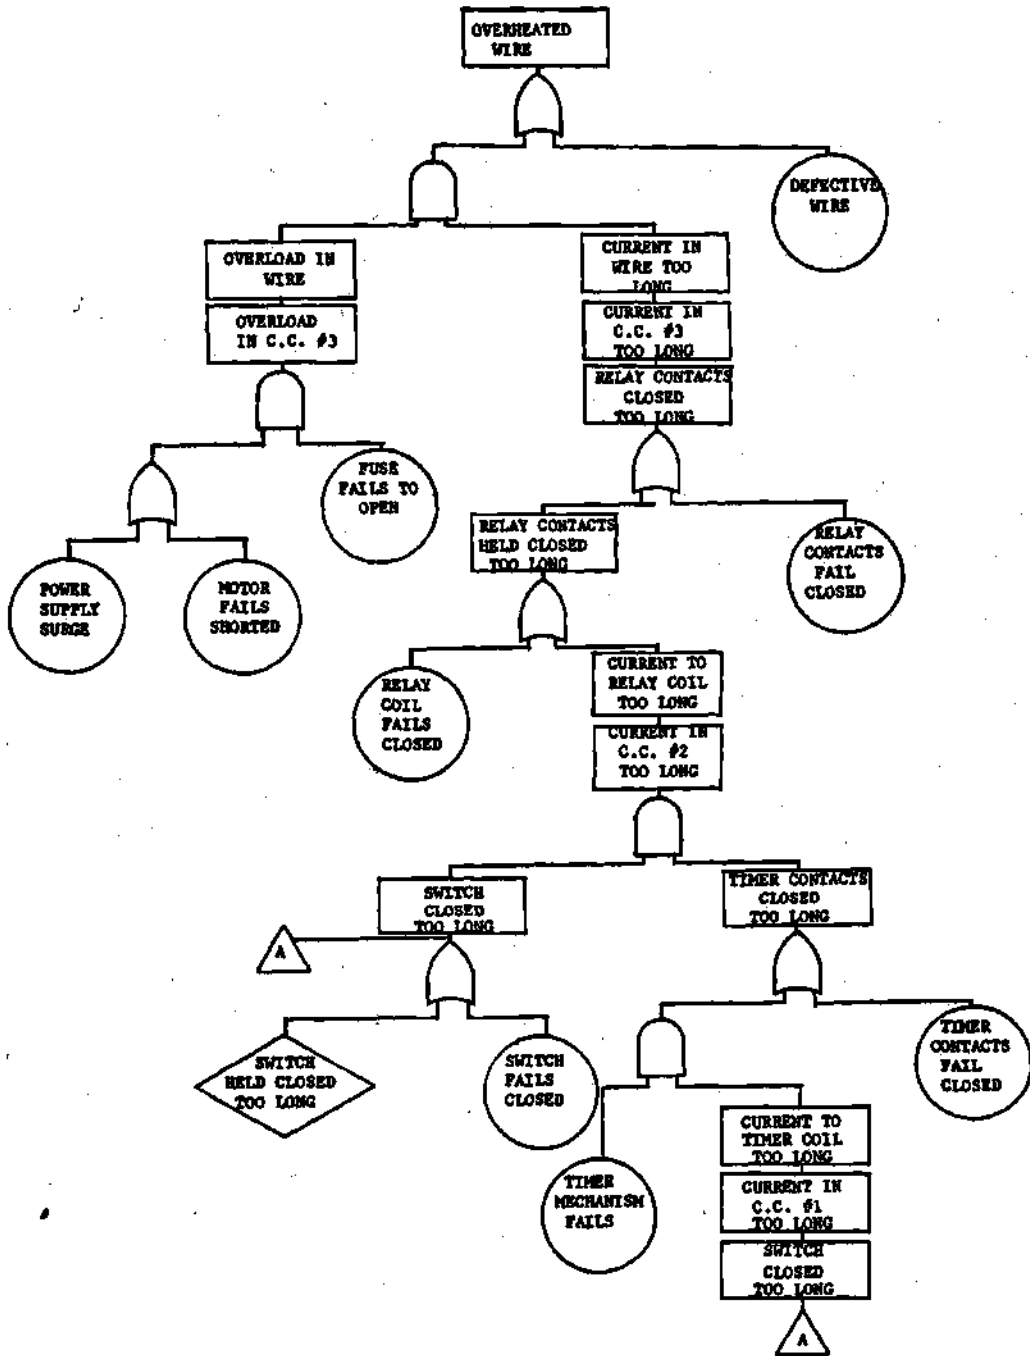 OVERHEATED
WIRE
DEFECTIVE
WIRE
OVERLOAD IN
WIRE
CURRENT IN
WIRE TOO
LONG
OVERLOAD
IN C.C. #3
CURRENT IN
C.C. #3
TOO LONG
RELAY CONTACTS
CLOSED
TOO LONG
FUSE
FAILS TO
OPEN
RELAY CONTACTS
HELD CLOSED
TOO LONG
RELAY
CONTACTS
FAIL
CLOSED
POWER
SUPPLY
SURGE
MOTOR
FAILS
SHORTED
RELAY
COIL
FAILS
CLOSED
CURRENT TO
RELAY COIL
TOO LONG
CURRENT IN
C.C. #2
TOO LONG
SWITCH
CLOSED
TOO LONG
TIMER CONTACTS
CLOSED
TOO LONG
A
SWITCH
HELD CLOSED
TOO LONG
SWITCH
FAILS
CLOSED
TIMER
CONTACTS
FAIL
CLOSED
CURRENT TO
TIMER COIL
TOO LONG
TIMER
MECHANISM
FAILS
CURRENT IN
C.C. #1
TOO LONG
SWITCH
CLOSED
TOO LONG
A